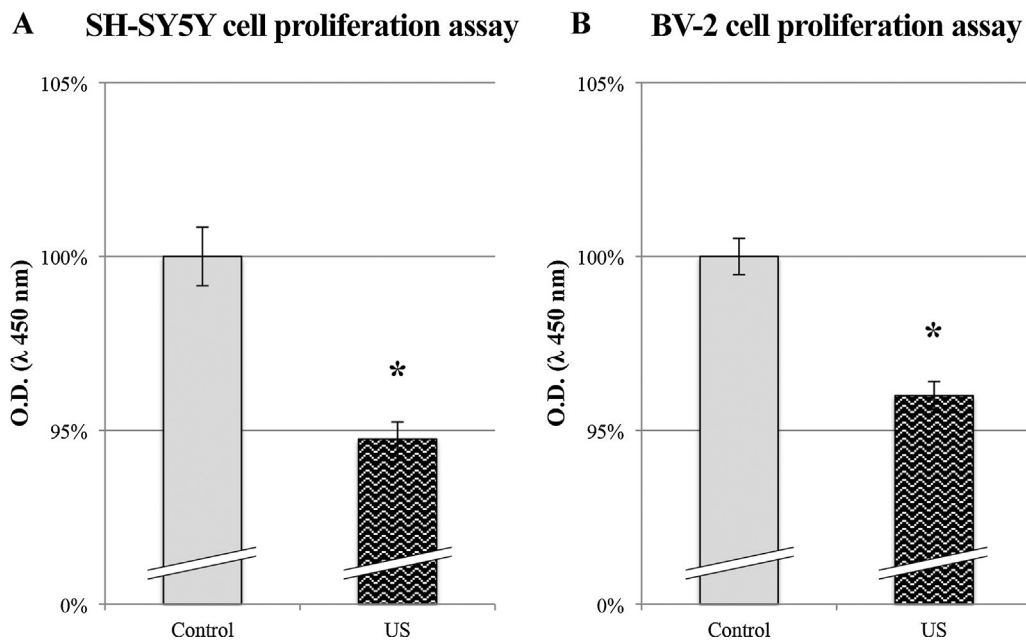 A SH-SY5Y cell proliferation assay
105%
100%
95%
0%
O.D. (λ 450 nm)
*
Control US
B BV-2 cell proliferation assay
105%
100%
95%
0%
O.D. (λ 450 nm)
*
Control US